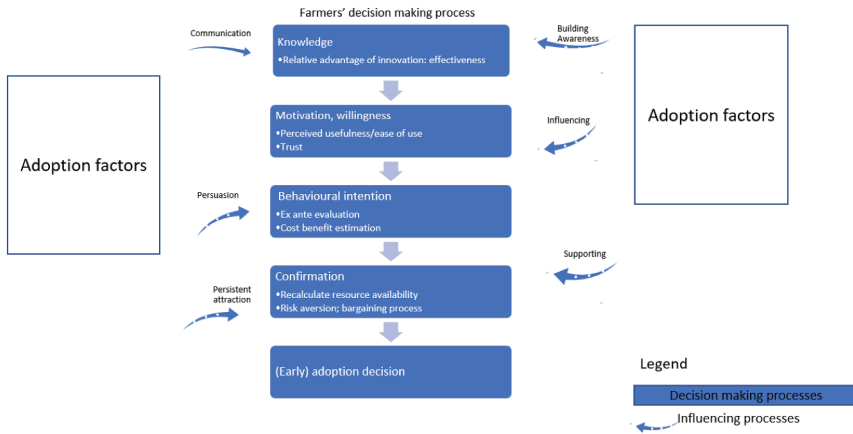 Farmers' decision making process
Communication
Knowledge
•Relative advantage of innovation: effectiveness
Building
Awareness
Adoption factors
Motivation, willingness
•Perceived usefulness/ease of use
•Trust
Influencing
Adoption factors
Persuasion
Behavioural intention
•Ex ante evaluation
•Cost benefit estimation
Supporting
Persistent
attraction
Confirmation
•Recalculate resource availability
•Risk aversion; bargaining process
(Early) adoption decision
Legend
Decision making processes
Influencing processes